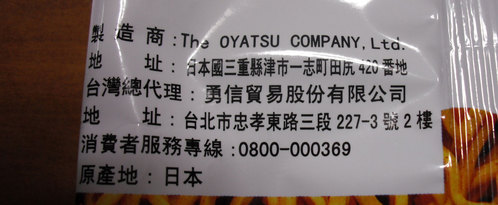 製造商:The OYATSU COMPANY,Ltd.
地 址: 日本國三重縣津市一志町田尻420番地
台灣總代理:勇信貿易股份有限公司
地 址:台北市忠孝東路三段227-3號2樓
消費者服務專線:0800-000369
原產地:日本